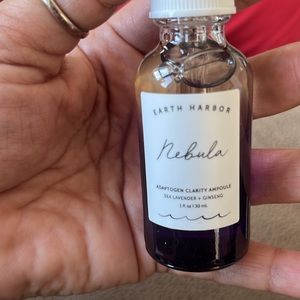 EARTH HARBOR
Nebula
ADAPTOGEN CLARITY AMPOULE
SEA LAVENDER + GINSENG
1 fl oz | 30 mL